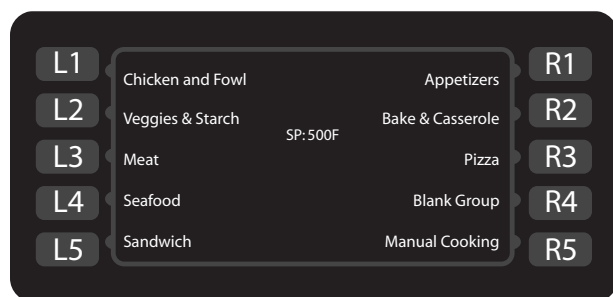 L1 Chicken and Fowl Appetizers R1
L2 Veggies & Starch Bake & Casserole R2
SP:500F
L3 Meat Pizza R3
L4 Seafood Blank Group R4
L5 Sandwich Manual Cooking R5